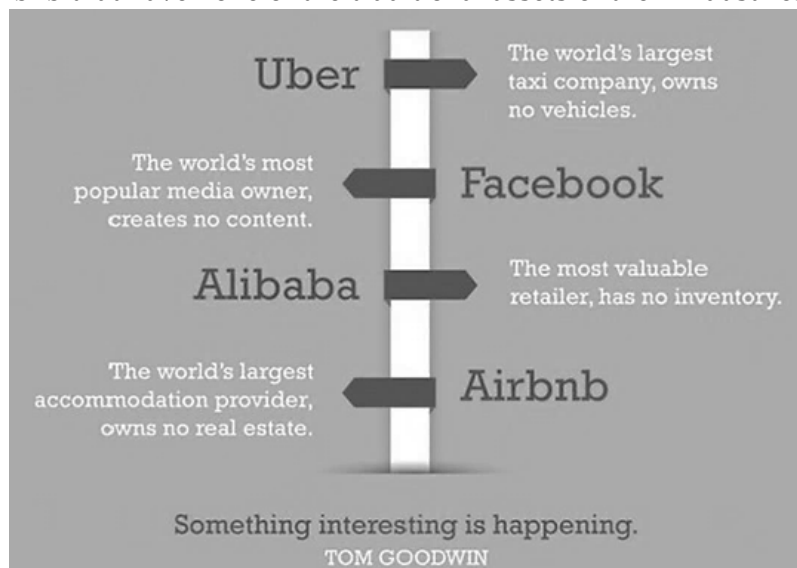 Uber
The world's largest
taxi company, owns
no vehicles.
The world's most
popular media owner,
creates no content.
Facebook
Alibaba
The most valuable
retailer, has no inventory.
The world's largest
accommodation provider,
owns no real estate.
Airbnb
Something interesting is happening.
TOM GOODWIN